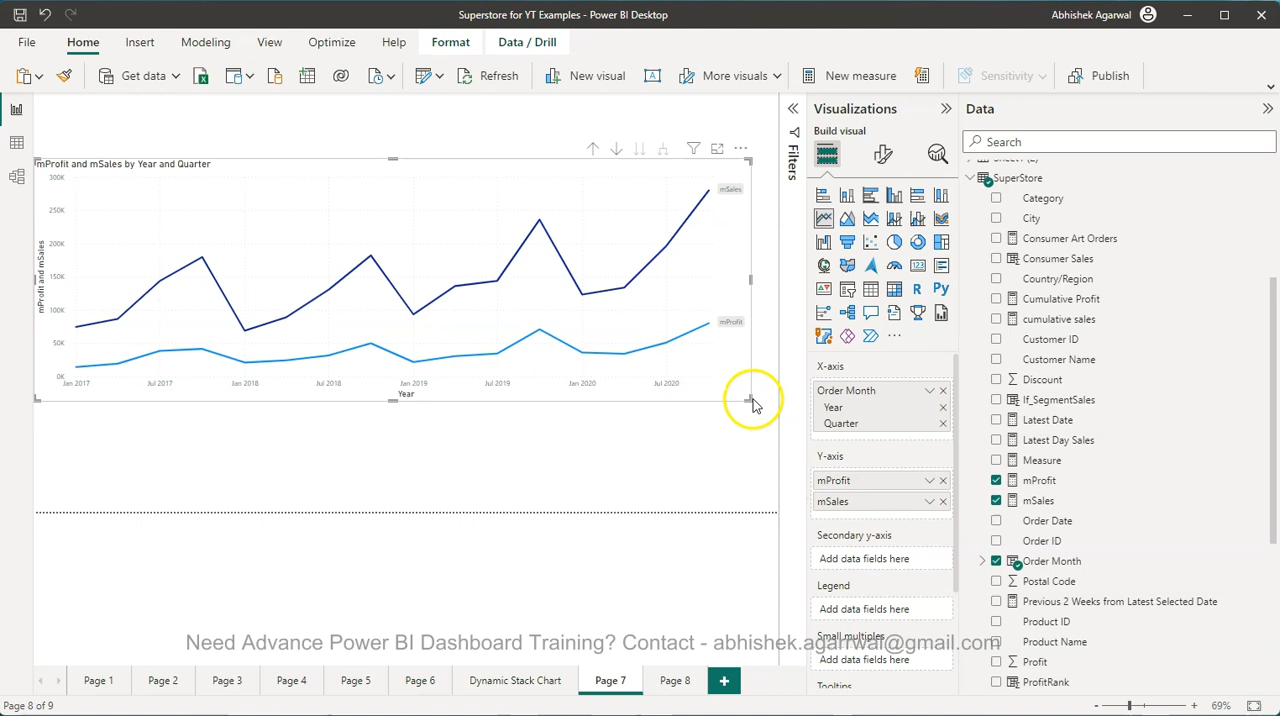 Superstore for YT Examples - Power BI Desktop
Abhishek Agarwal
File Home Insert Modeling View Optimize Help Format Data / Drill
Get data Refresh New visual More visuals New measure Sensitivity Publish
Visualizations
Data
Build visual
Search
Filters
mProfit and mSales by Year and Quarter
300K
250K
200K
150K
100K
50K
0K
mProfit and mSales
mSales
mProfit
Jan 2017 Jul 2017 Jan 2018 Jul 2018 Jan 2019 Jul 2019 Jan 2020 Jul 2020
Year
123
R
Py
X-axis
Order Month
Year
Quarter
Y-axis
mProfit
mSales
Secondary y-axis
Add data fields here
Legend
Add data fields here
Small multiples
Add data fields here
Tooltips
SuperStore
Category
City
Consumer Art Orders
Consumer Sales
Country/Region
Cumulative Profit
cumulative sales
Customer ID
Customer Name
Discount
If_SegmentSales
Latest Date
Latest Day Sales
Measure
mProfit
mSales
Order Date
Order ID
Order Month
Postal Code
Previous 2 Weeks from Latest Selected Date
Product ID
Product Name
Profit
ProfitRank
Need Advance Power BI Dashboard Training? Contact - abhishek.agarrwal@gmail.com
Page 1 Page 2 Page 3 Page 4 Page 5 Page 6 Dynamic Stack Chart Page 7 Page 8
Page 8 of 9
69%